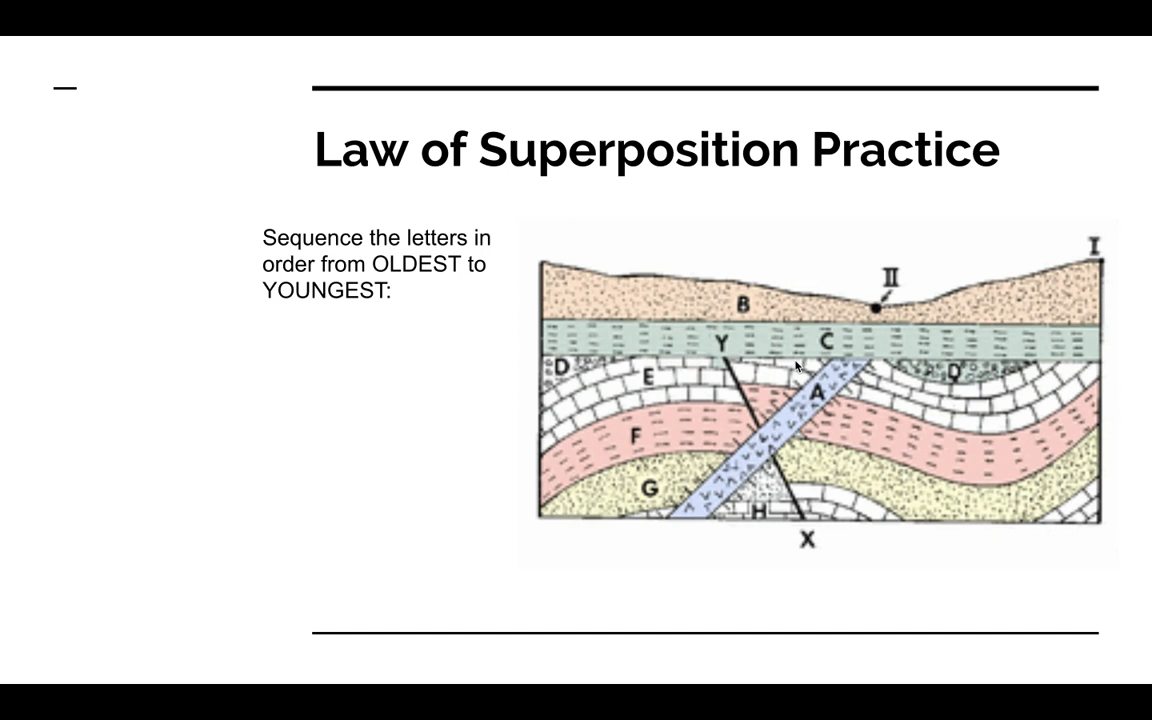 Law of Superposition Practice
Sequence the letters in
order from OLDEST to
YOUNGEST:
I
II
B
Y
C
D
E
D
A
F
G
H
X